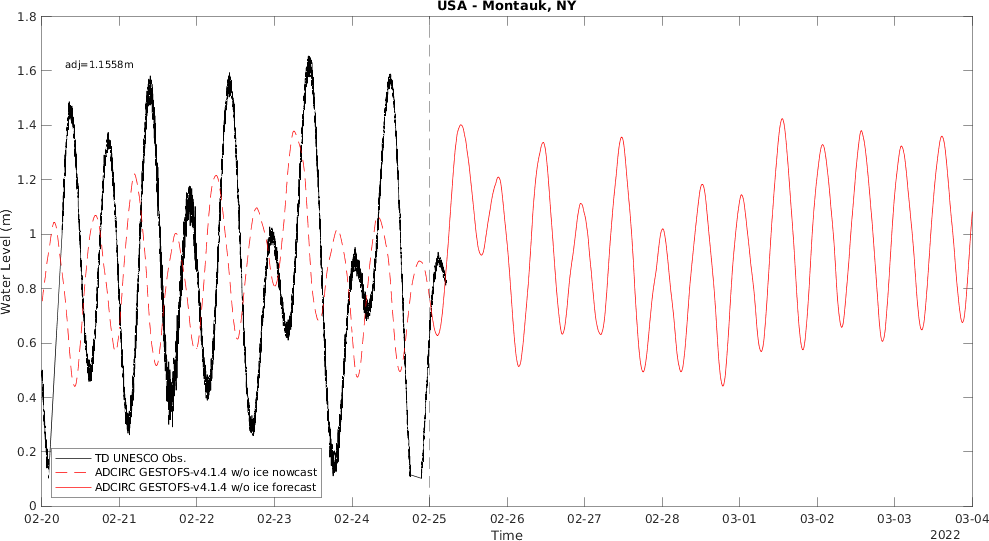 USA - Montauk, NY
1.8
adj=1.1558m
1.6
1.4
1.2
1
0.8
0.6
0.4
0.2
0
Water Level (m)
TD UNESCO Obs.
ADCIRC GESTOFS-v4.1.4 w/o ice nowcast
ADCIRC GESTOFS-v4.1.4 w/o ice forecast
02-20 02-21 02-22 02-23 02-24 02-25 02-26 02-27 02-28 03-01 03-02 03-03 03-04
Time
2022